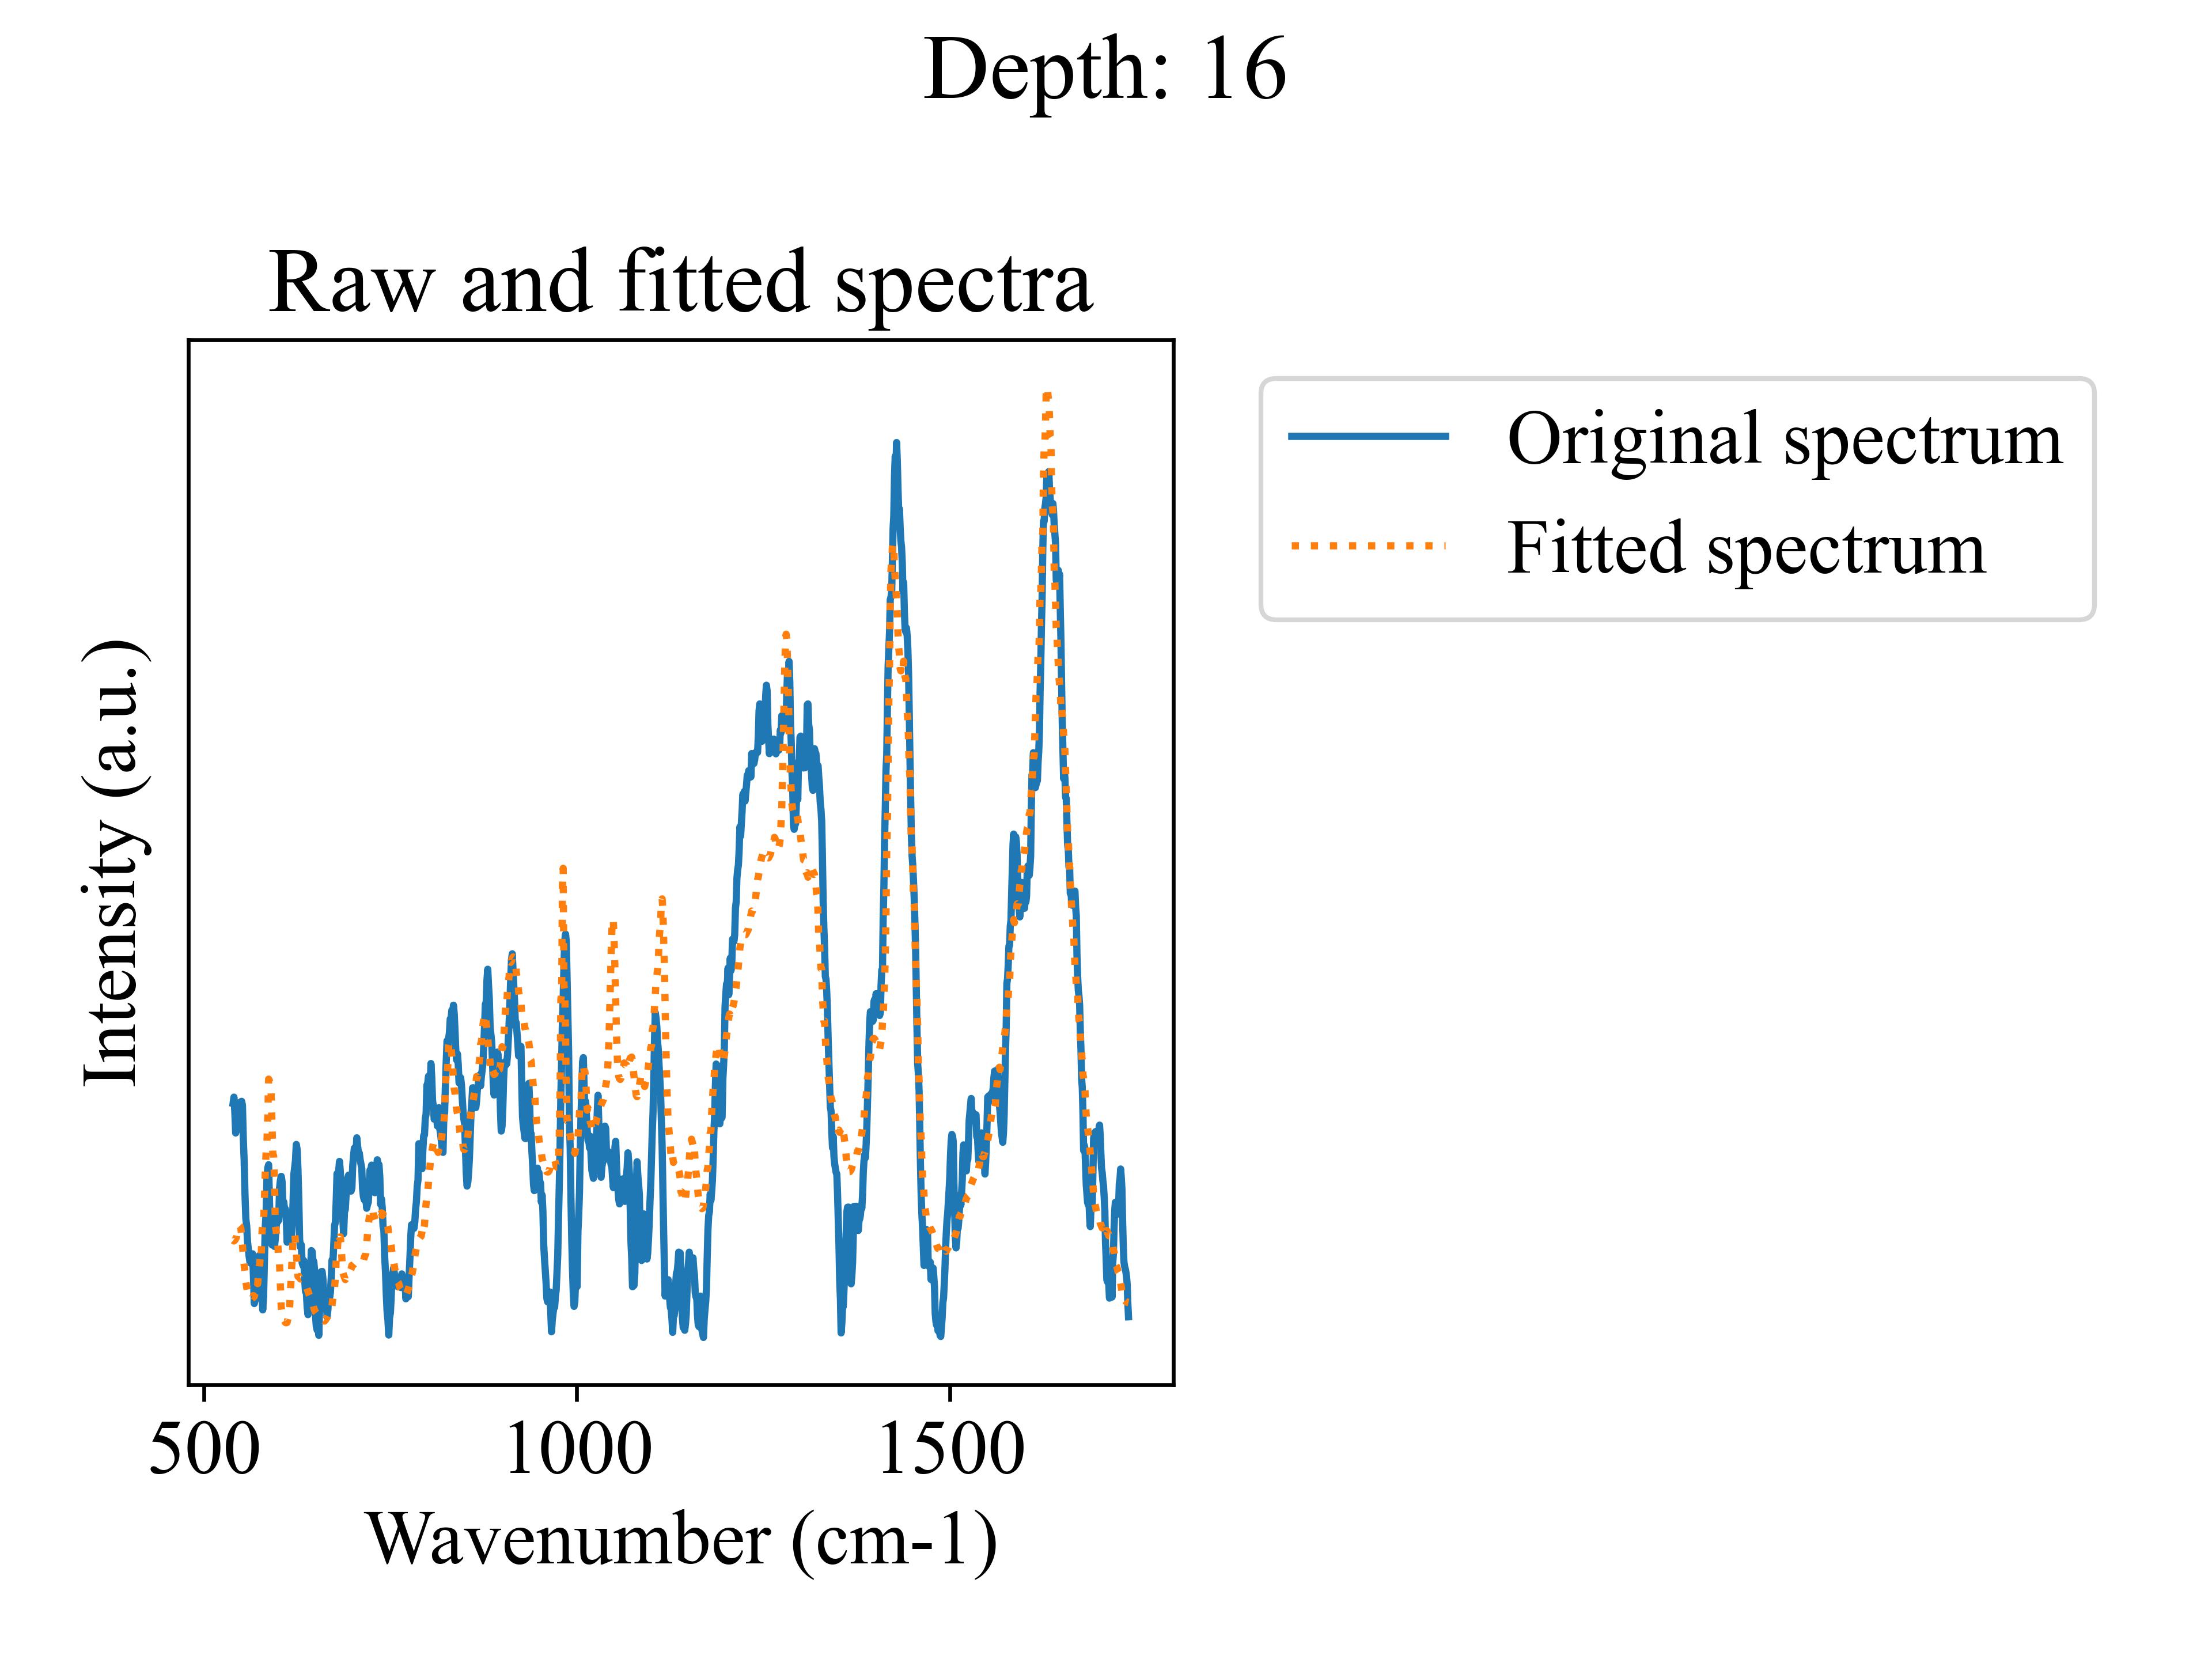 Depth: 16
Raw and fitted spectra
Original spectrum
Fitted spectrum
Intensity (a.u.)
500 1000 1500
Wavenumber (cm-1)